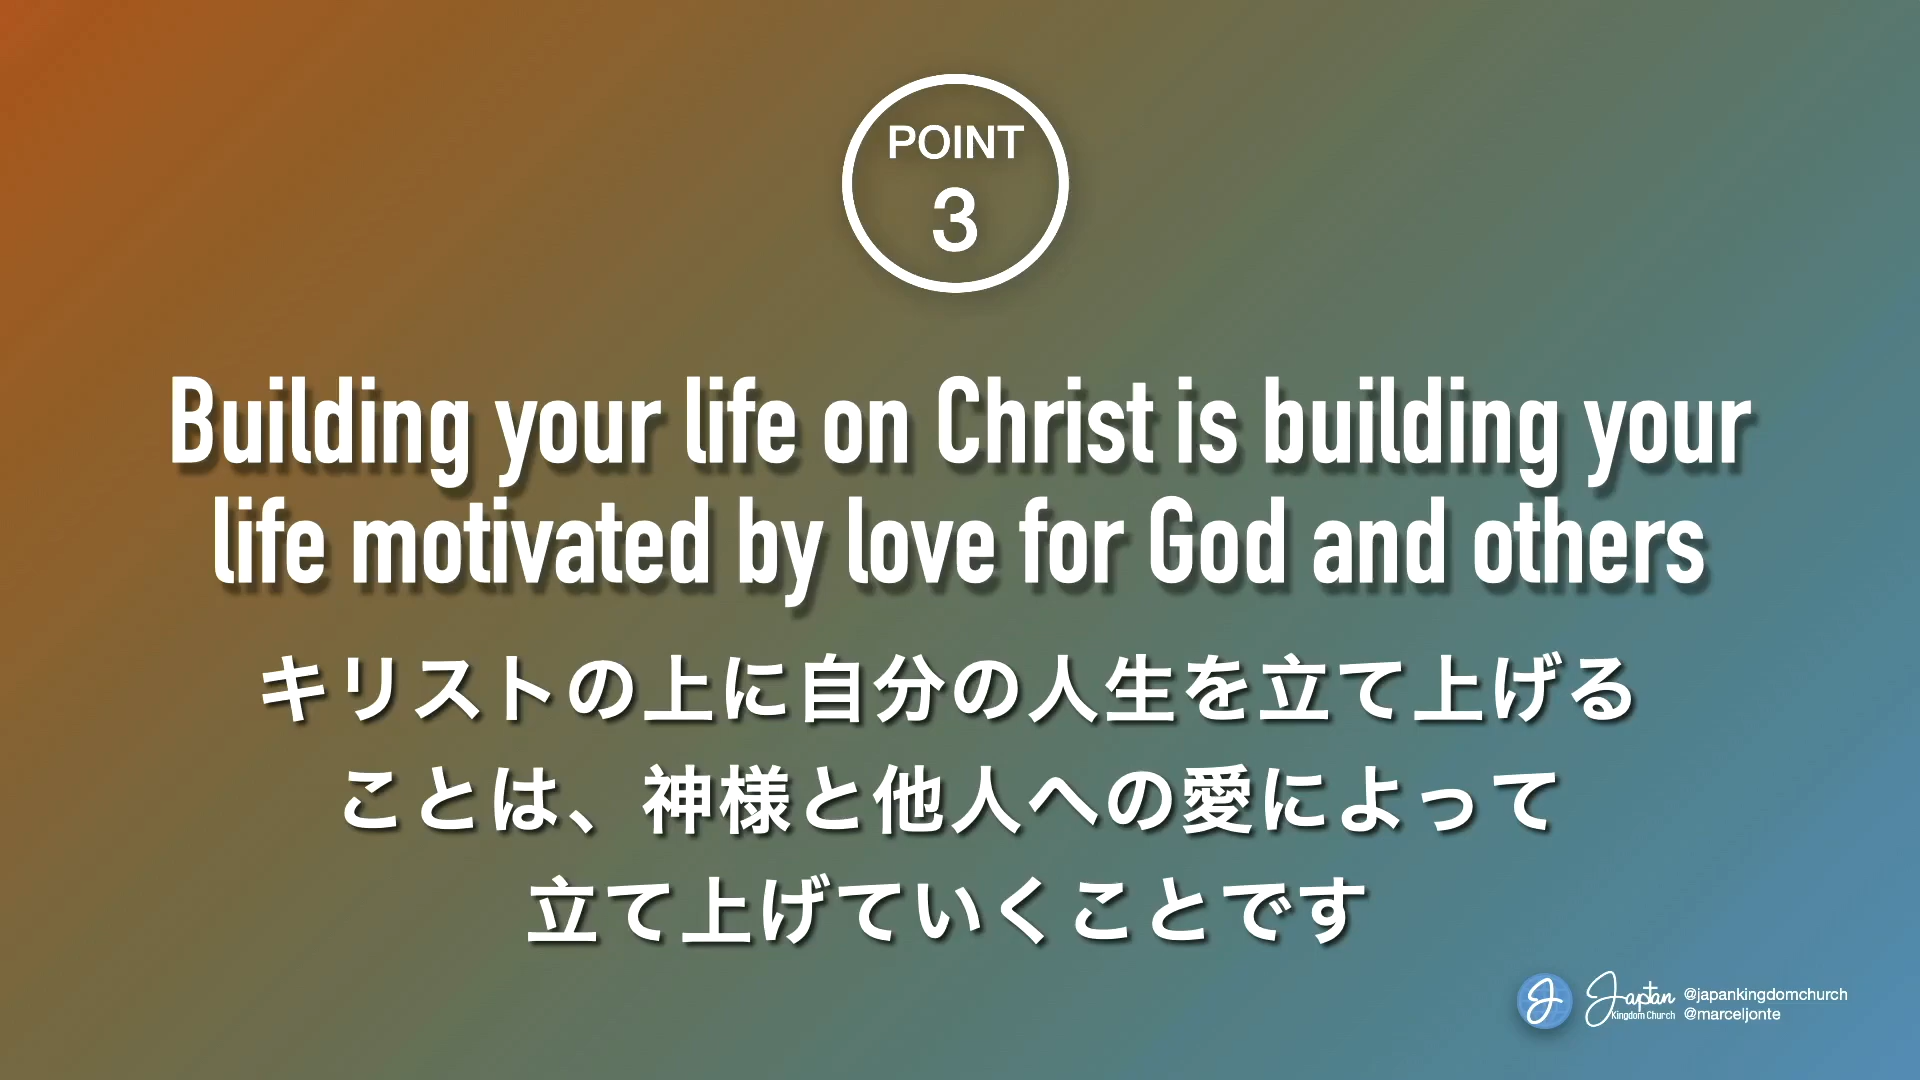 POINT
3
Building your life on Christ is building your
life motivated by love for God and others
キリストの上に自分の人生を立て上げる
ことは、神様と他人への愛によって
立て上げていくことです
Japan
Kingdom Church
@japankingdomchurch
@marceljonte